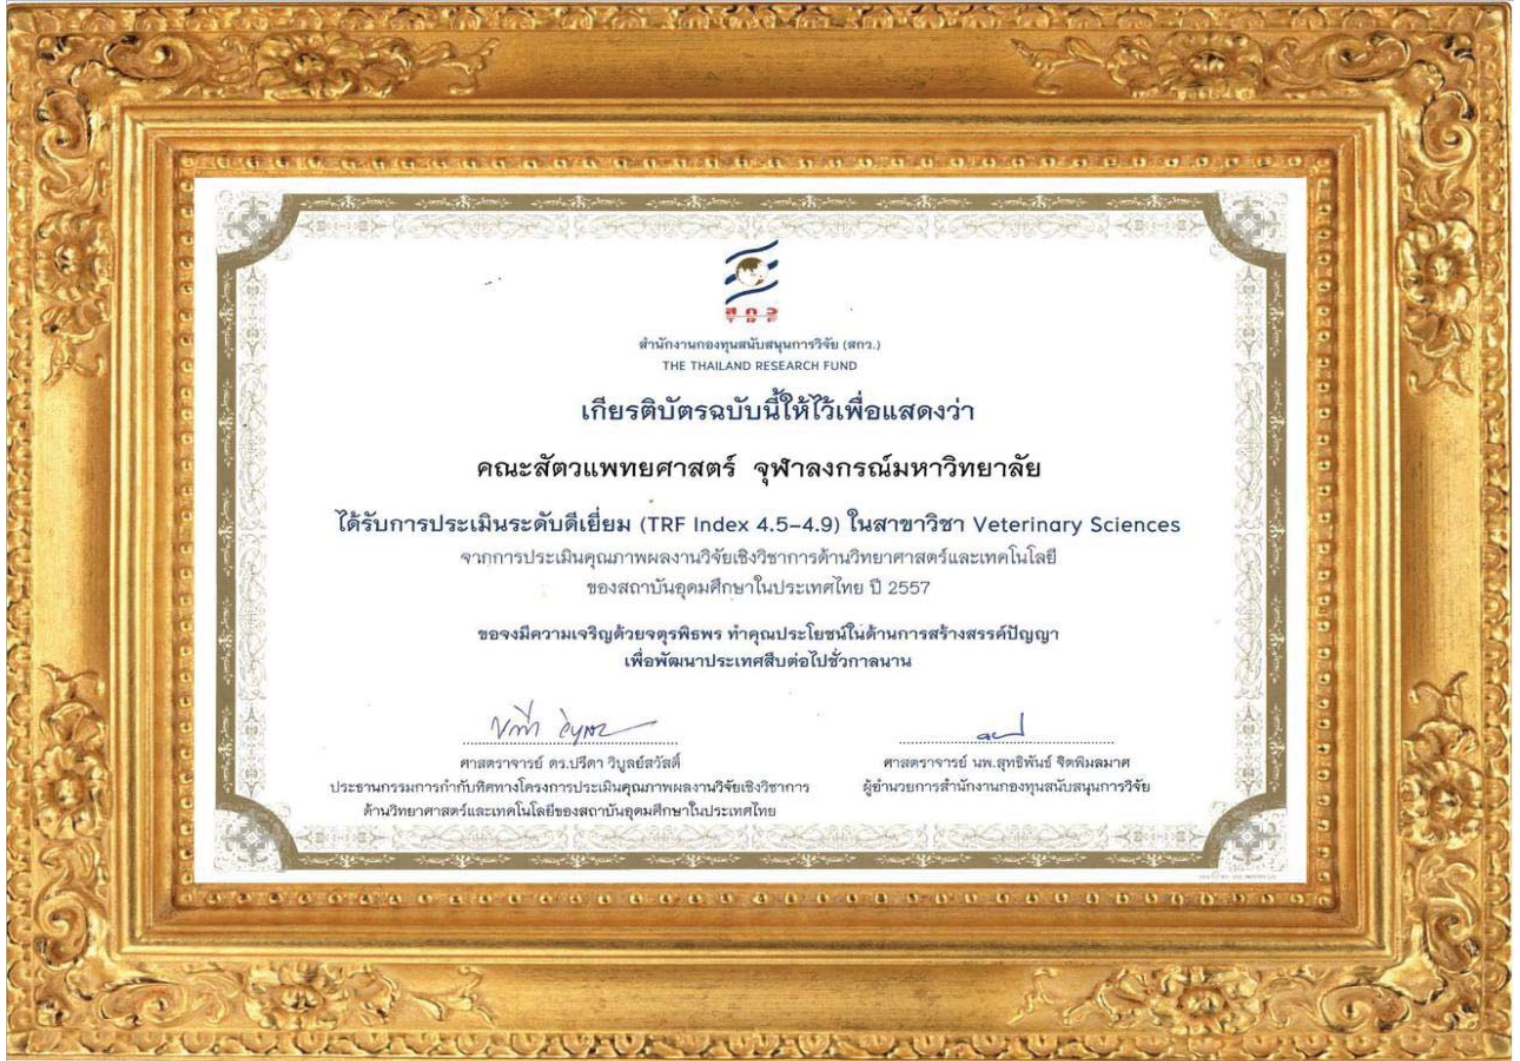 สกว
สำนักงานกองทุนสนับสนุนการวิจัย (สกว.)
THE THAILAND RESEARCH FUND
เกียรติบัตรฉบับนี้ให้ไว้เพื่อแสดงว่า
คณะสัตวแพทยศาสตร์ จุฬาลงกรณ์มหาวิทยาลัย
ได้รับการประเมินระดับดีเยี่ยม (TRF Index 4.5–4.9) ในสาขาวิชา Veterinary Sciences
จากการประเมินคุณภาพผลงานวิจัยเชิงวิชาการด้านวิทยาศาสตร์และเทคโนโลยี
ของสถาบันอุดมศึกษาในประเทศไทย ปี 2557
ขอจงมีความเจริญด้วยจตุรพิธพร ทำคุณประโยชน์ในด้านการสร้างสรรค์ปัญญา
เพื่อพัฒนาประเทศสืบต่อไปชั่วกาลนาน
ศาสตราจารย์ ดร.ปรีดา วิบูลย์สวัสดิ์
ประธานกรรมการกำกับทิศทางโครงการประเมินคุณภาพผลงานวิจัยเชิงวิชาการ
ด้านวิทยาศาสตร์และเทคโนโลยีของสถาบันอุดมศึกษาในประเทศไทย
ศาสตราจารย์ นพ.สุทธิพันธ์ จิตพิมลมาศ
ผู้อำนวยการสำนักงานกองทุนสนับสนุนการวิจัย